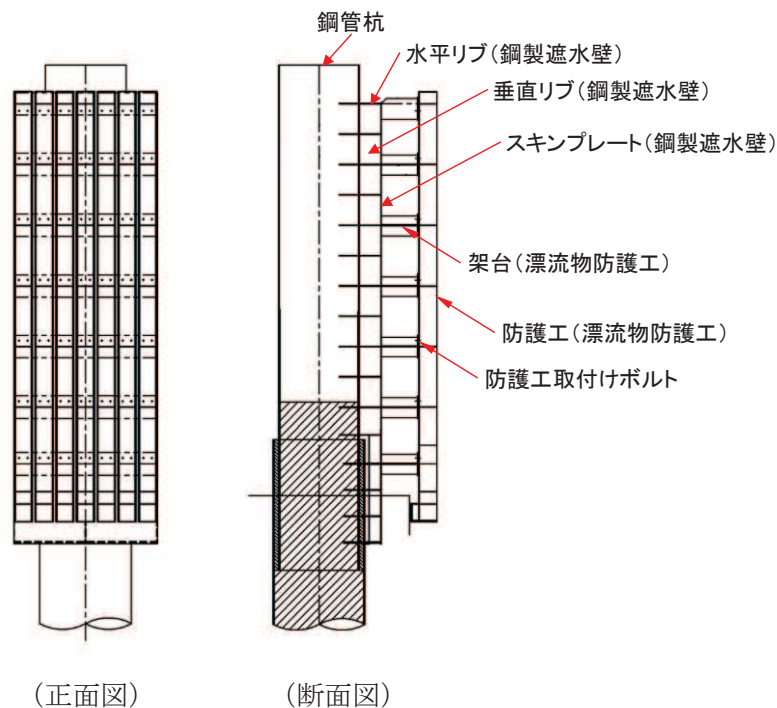 鋼管杭
水平リブ(鋼製遮水壁)
垂直リブ(鋼製遮水壁)
スキンプレート(鋼製遮水壁)
架台(漂流物防護工)
防護工(漂流物防護工)
防護工取付けボルト
(正面図)
(断面図)